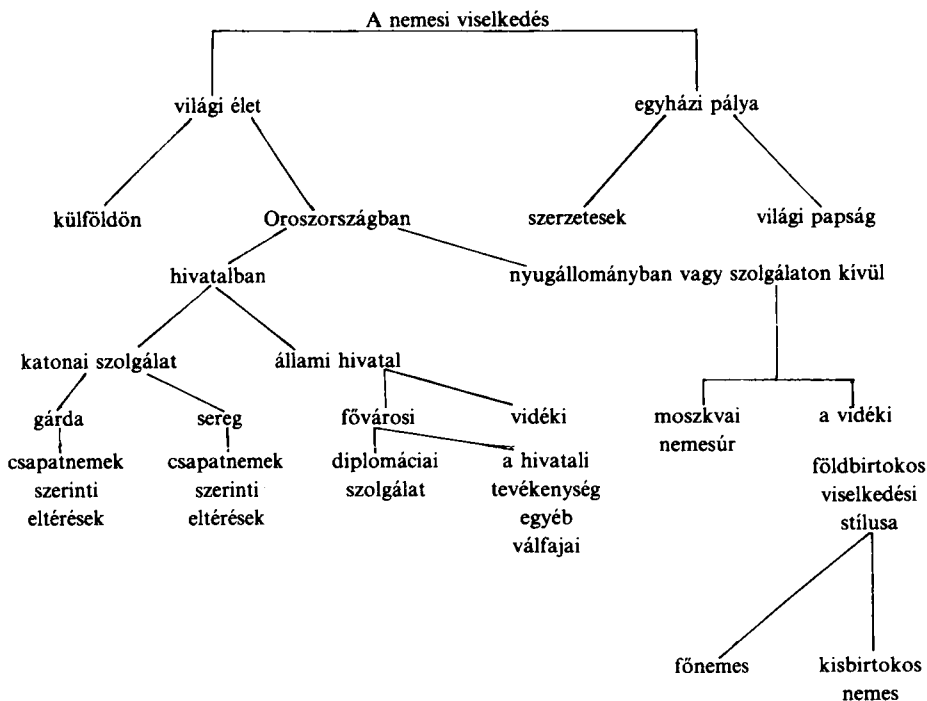 A nemesi viselkedés
világi élet
egyházi pálya
külföldön
Oroszországban
szerzetesek
világi papság
hivatalban
nyugállományban vagy szolgálaton kívül
katonai szolgálat
állami hivatal
gárda
sereg
fővárosi
vidéki
moszkvai
nemesúr
a vidéki
földbirtokos
viselkedési
stílusa
csapatnemek
szerinti
eltérések
csapatnemek
szerinti
eltérések
diplomáciai
szolgálat
a hivatali
tevékenység
egyéb
válfajai
főnemes
kisbirtokos
nemes